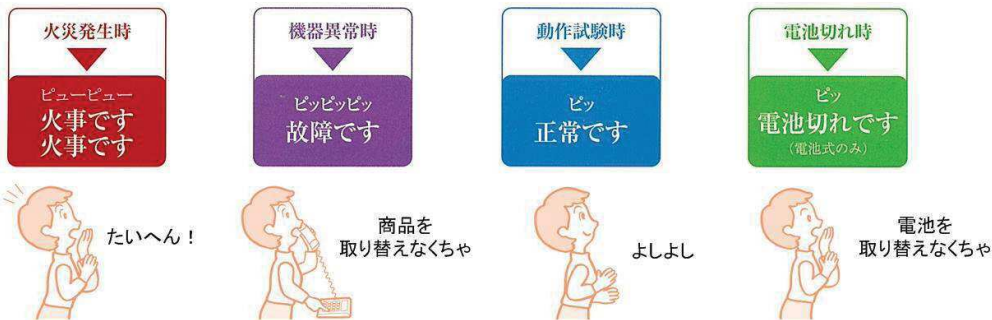 火災発生時
ピューピュー
火事です
火事です
たいへん！
機器異常時
ピッピッピッ
故障です
商品を
取り替えなくちゃ
動作試験時
ピッ
正常です
よしよし
電池切れ時
ピッ
電池切れです
（電池式のみ）
電池を
取り替えなくちゃ